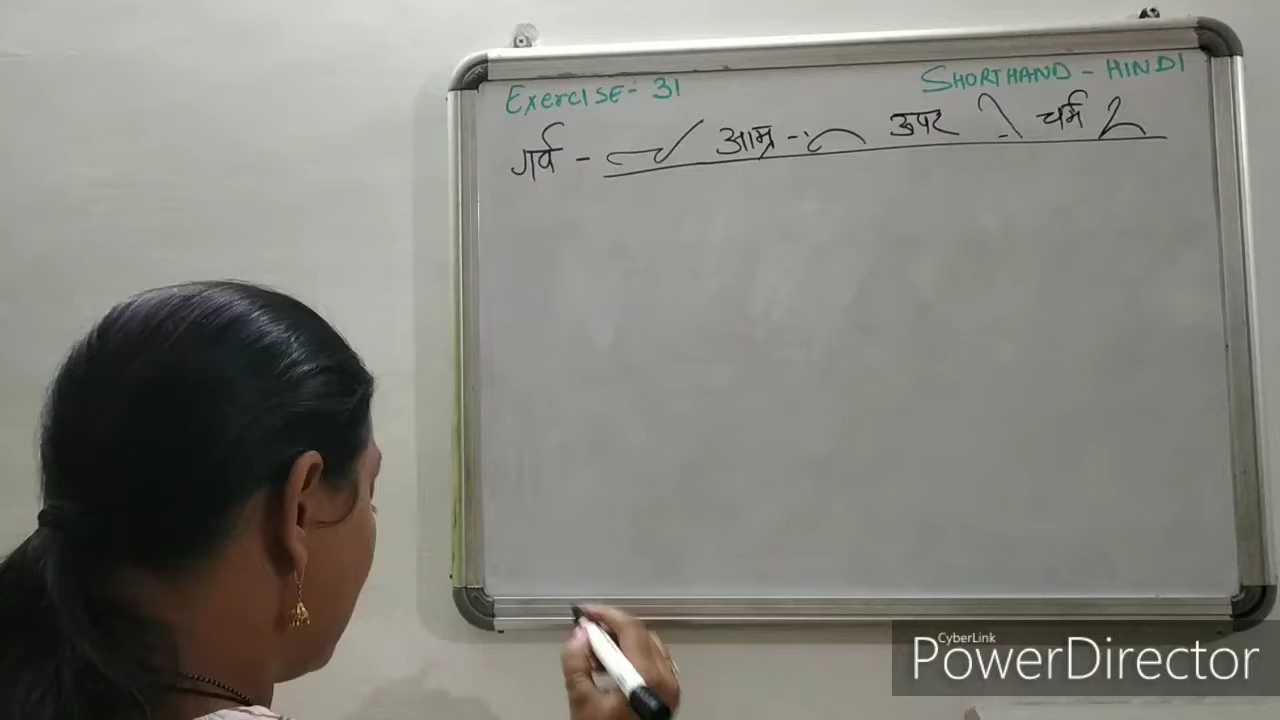 Exercise - 31 SHORTHAND - HINDI
गर्व - आम्र - ऊपर चर्म
CyberLink
PowerDirector